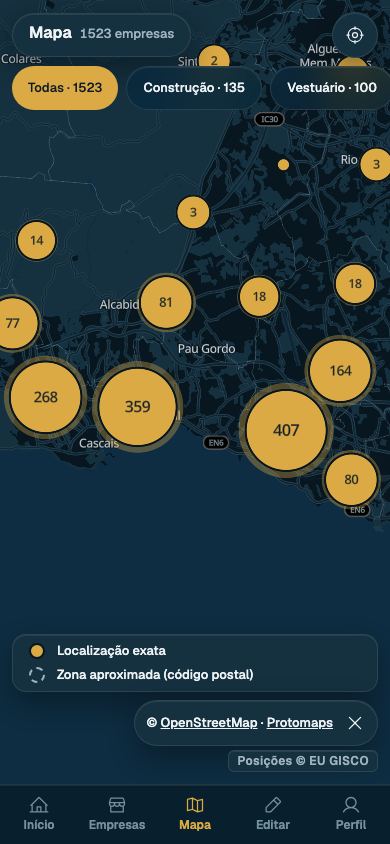 Mapa 1523 empresas
Colares
Sint
2
Algue
Mem M
Todas · 1523
Construção · 135
Vestuário · 100
IC30
Rio
3
3
14
Alcabid
81
18
18
77
Pau Gordo
164
268
359
407
Cascais
EN6
80
EN6
Localização exata
Zona aproximada (código postal)
© OpenStreetMap · Protomaps
Posições © EU GISCO
Início
Empresas
Mapa
Editar
Perfil